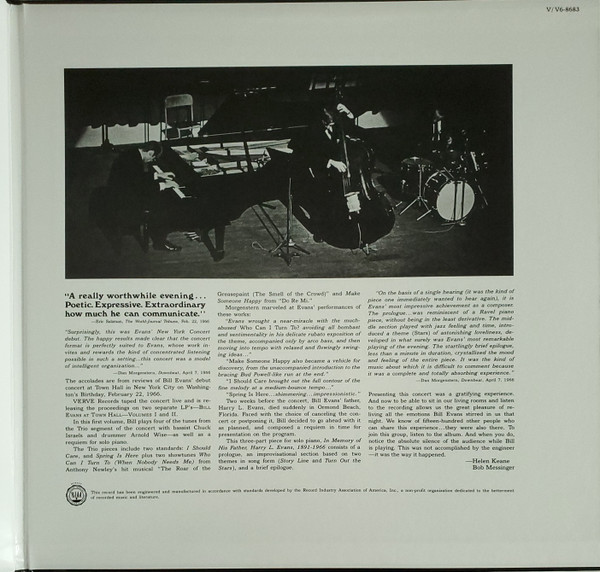 V/V6-8683
"A really worthwhile evening...
Poetic. Expressive. Extraordinary
how much he can communicate."
—Eric Salzman, The World-Journal Tribune, Feb. 22, 1966
"Surprisingly, this was Evans' New York Concert
debut. The happy results made clear that the concert
format is perfectly suited to Evans, whose work in-
vites and rewards the kind of concentrated listening
possible in such a setting...this concert was a model
of intelligent organization..."
—Dan Morgenstern, Downbeat, April 7, 1966
The accolades are from reviews of Bill Evans' debut
concert at Town Hall in New York City on Washing-
ton's Birthday, February 22, 1966.
VERVE Records taped the concert live and is re-
leasing the proceedings on two separate LP's—BILL
EVANS AT TOWN HALL—VOLUMES I and II.
In this first volume, Bill plays four of the tunes from
the Trio segment of the concert with bassist Chuck
Israels and drummer Arnold Wise—as well as a
requiem for solo piano.
The Trio pieces include two standards: I Should
Care, and Spring Is Here plus two showtunes Who
Can I Turn To (When Nobody Needs Me) from
Anthony Newley's hit musical "The Roar of the
Greasepaint (The Smell of the Crowd)" and Make
Someone Happy from "Do Re Mi."
Morgenstern marveled at Evans' performances of
these works:
"Evans wrought a near-miracle with the much-
abused Who Can I Turn To? avoiding all bombast
and sentimentality in his delicate rubato exposition of
the theme, accompanied only by arco bass, and then
moving into tempo with relaxed and flowingly swing-
ing ideas..."
"Make Someone Happy also became a vehicle for
discovery, from the unaccompanied introduction to the
bracing Bud Powell-like run at the end."
"I Should Care brought out the full contour of the
fine melody at a medium-bounce tempo..."
"Spring Is Here...shimmering...impressionistic."
Two weeks before the concert, Bill Evans' father,
Harry L. Evans, died suddenly in Ormond Beach,
Florida. Faced with the choice of canceling the con-
cert or postponing it, Bill decided to go ahead with it
as planned, and composed a requiem in time for
presentation on the program.
This three-part piece for solo piano, In Memory of
His Father, Harry L. Evans, 1891-1966 consists of a
prologue, an improvisational section based on two
themes in song form (Story Line and Turn Out the
Stars), and a brief epilogue.
"On the basis of a single hearing (it was the kind of
piece one immediately wanted to hear again), it is
Evans' most impressive achievement as a composer.
The prologue...was reminiscent of a Ravel piano
piece, without being in the least derivative. The mid-
dle section played with jazz feeling and time, intro-
duced a theme (Stars) of astonishing loveliness, de-
veloped in what surely was Evans' most remarkable
playing of the evening. The startlingly brief epilogue,
less than a minute in duration, crystallized the mood
and feeling of the entire piece. It was the kind of
music about which it is difficult to comment because
it was a complete and totally absorbing experience."
—Dan Morgenstern, Downbeat, April 7, 1966
Presenting this concert was a gratifying experience.
And now to be able to sit in our living rooms and listen
to the recording allows us the great pleasure of re-
living all the emotions Bill Evans stirred in us that
night. We know of fifteen-hundred other people who
can share this experience...they were also there. To
join this group, listen to the album. And when you do,
notice the absolute silence of the audience while Bill
is playing. This was not accomplished by the engineer
—it was the way it happened.
—Helen Keane
Bob Messinger
RIAA
This record has been engineered and manufactured in accordance with standards developed by the Record Industry Association of America, Inc., a non-profit organization dedicated to the betterment
of recorded music and literature.